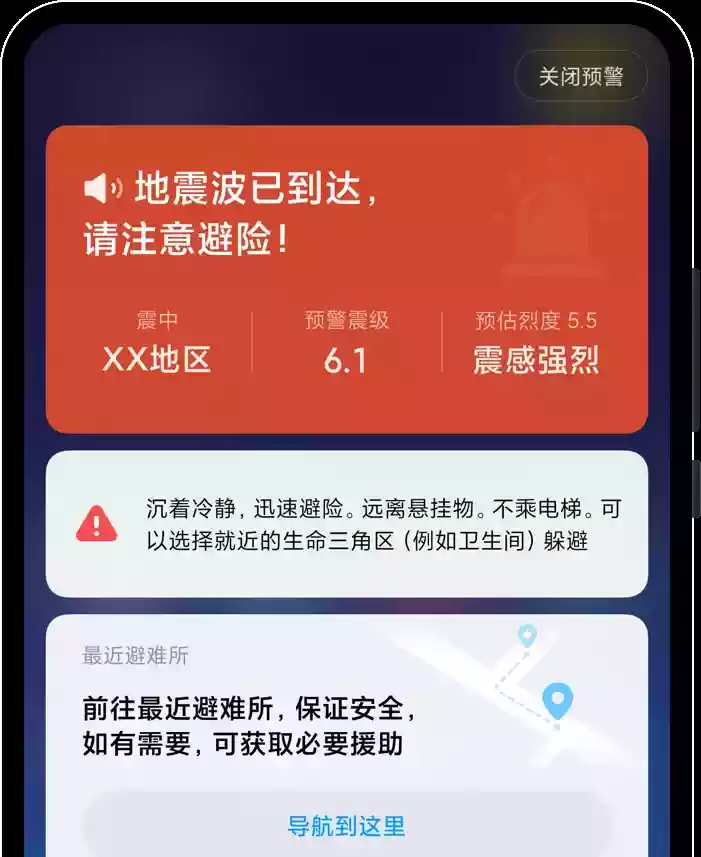 关闭预警
地震波已到达，
请注意避险！
震中
预警震级
预估烈度 5.5
XX地区
6.1
震感强烈
沉着冷静，迅速避险。远离悬挂物。不乘电梯。可
以选择就近的生命三角区（例如卫生间）躲避
最近避难所
前往最近避难所，保证安全，
如有需要，可获取必要援助
导航到这里